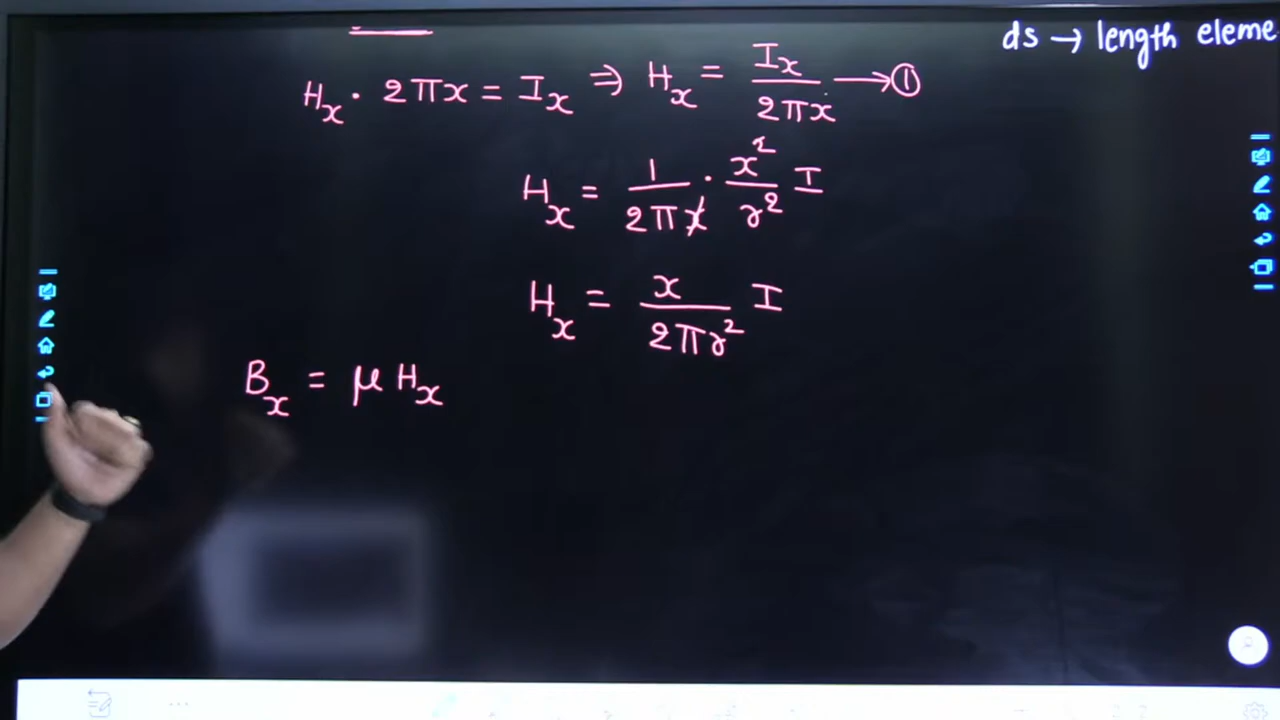 ds → length eleme
Hₓ · 2πx = Iₓ ⇒ Hₓ = Iₓ / 2πx → ①
Hₓ = 1 / 2πx · x² / r² I
Hₓ = x / 2πr² I
Bₓ = μ Hₓ